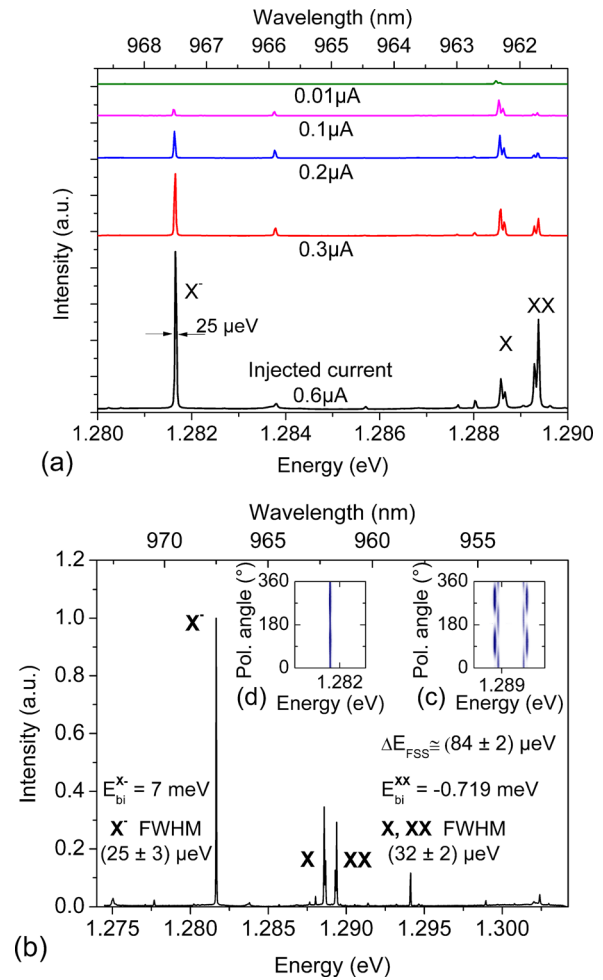 Wavelength (nm)
968 967 966 965 964 963 962
0.01µA
0.1µA
0.2µA
0.3µA
X⁻
25 µeV
X
XX
Injected current
0.6µA
Intensity (a.u.)
1.280 1.282 1.284 1.286 1.288 1.290
(a)
Energy (eV)
Wavelength (nm)
970 965 960 955
1.2
1.0
0.8
0.6
0.4
0.2
0.0
Intensity (a.u.)
X⁻
Pol. angle (°)
360
180
0
1.282
(d)
Energy (eV)
Pol. angle (°)
360
180
0
1.289
(c)
Energy (eV)
ΔE_FSS ≅ (84 ± 2) µeV
E_bi^X- = 7 meV
E_bi^XX = -0.719 meV
X⁻ FWHM
(25 ± 3) µeV
X
XX
X, XX FWHM
(32 ± 2) µeV
1.275 1.280 1.285 1.290 1.295 1.300
(b)
Energy (eV)